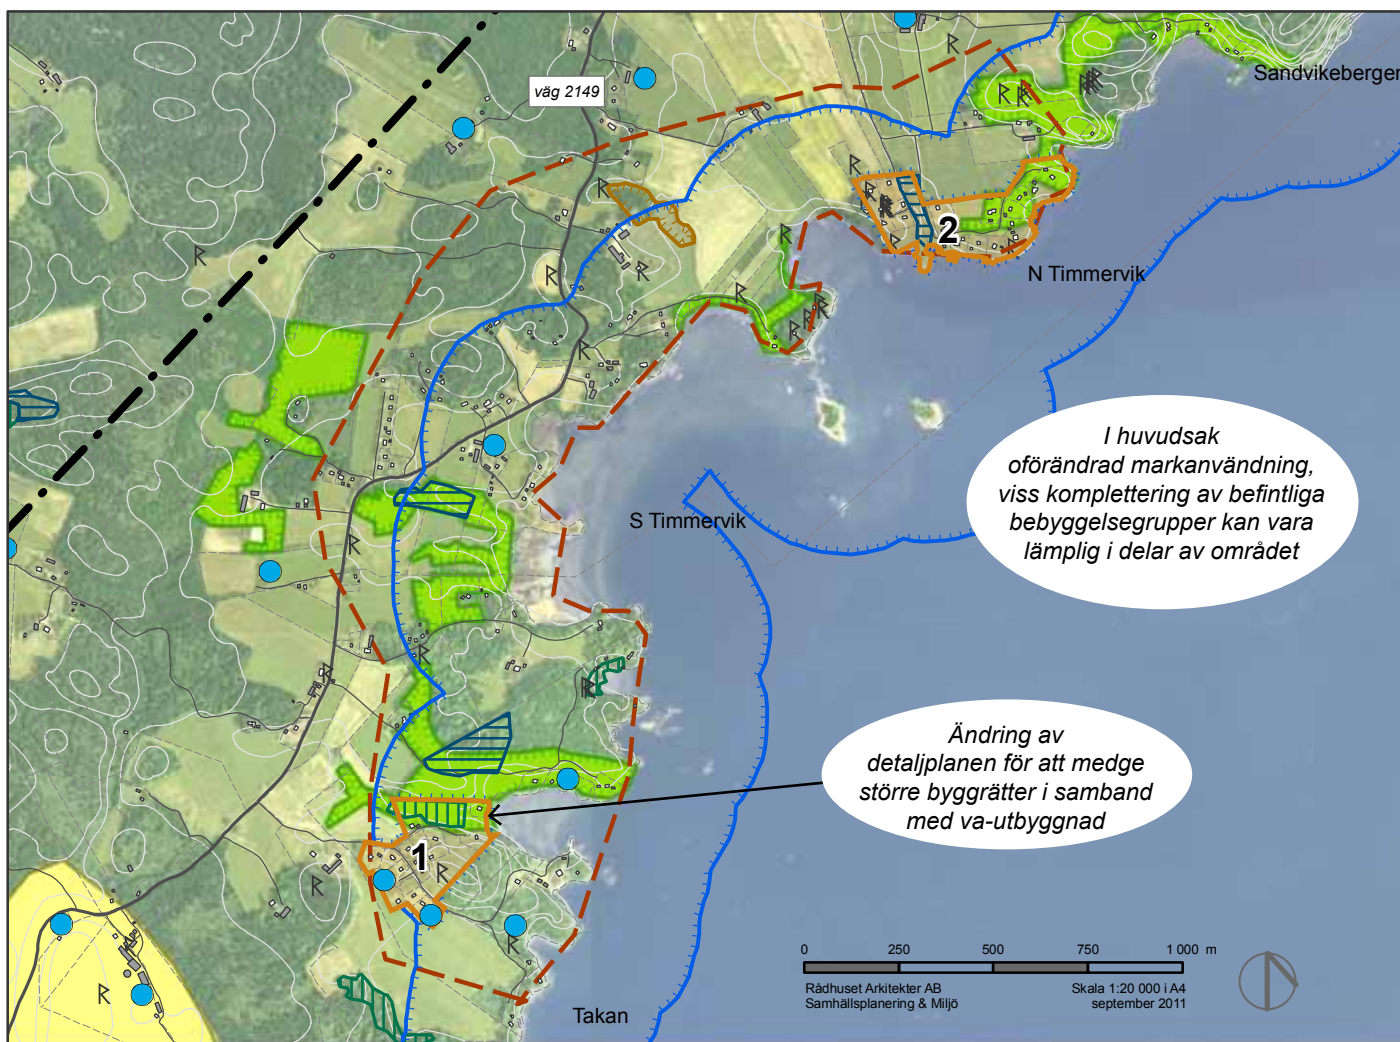 väg 2149
Sandvikebergen
2
N Timmervik
I huvudsak
oförändrad markanvändning,
viss komplettering av befintliga
bebyggelsegrupper kan vara
lämplig i delar av området
S Timmervik
Ändring av
detaljplanen för att medge
större byggrätter i samband
med va-utbyggnad
1
0 250 500 750 1 000 m
Rådhuset Arkitekter AB
Samhällsplanering & Miljö
Skala 1:20 000 i A4
september 2011
Takan